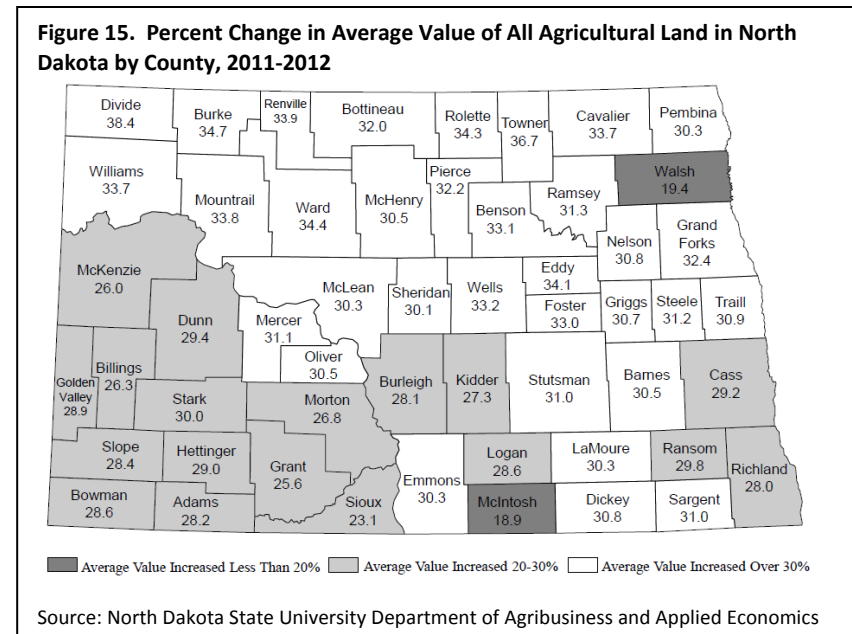 Figure 15.  Percent Change in Average Value of All Agricultural Land in North
Dakota by County, 2011-2012
Divide
38.4
Burke
34.7
Renville
33.9
Bottineau
32.0
Rolette
34.3
Towner
36.7
Cavalier
33.7
Pembina
30.3
Williams
33.7
Mountrail
33.8
Ward
34.4
McHenry
30.5
Pierce
32.2
Benson
33.1
Ramsey
31.3
Walsh
19.4
Nelson
30.8
Grand
Forks
32.4
McKenzie
26.0
Dunn
29.4
McLean
30.3
Mercer
31.1
Oliver
30.5
Sheridan
30.1
Wells
33.2
Eddy
34.1
Foster
33.0
Griggs
30.7
Steele
31.2
Traill
30.9
Golden
Valley
28.9
Billings
26.3
Stark
30.0
Morton
26.8
Burleigh
28.1
Kidder
27.3
Stutsman
31.0
Barnes
30.5
Cass
29.2
Slope
28.4
Hettinger
29.0
Grant
25.6
Emmons
30.3
Logan
28.6
LaMoure
30.3
Ransom
29.8
Richland
28.0
Bowman
28.6
Adams
28.2
Sioux
23.1
McIntosh
18.9
Dickey
30.8
Sargent
31.0
Average Value Increased Less Than 20%
Average Value Increased 20-30%
Average Value Increased Over 30%
Source: North Dakota State University Department of Agribusiness and Applied Economics